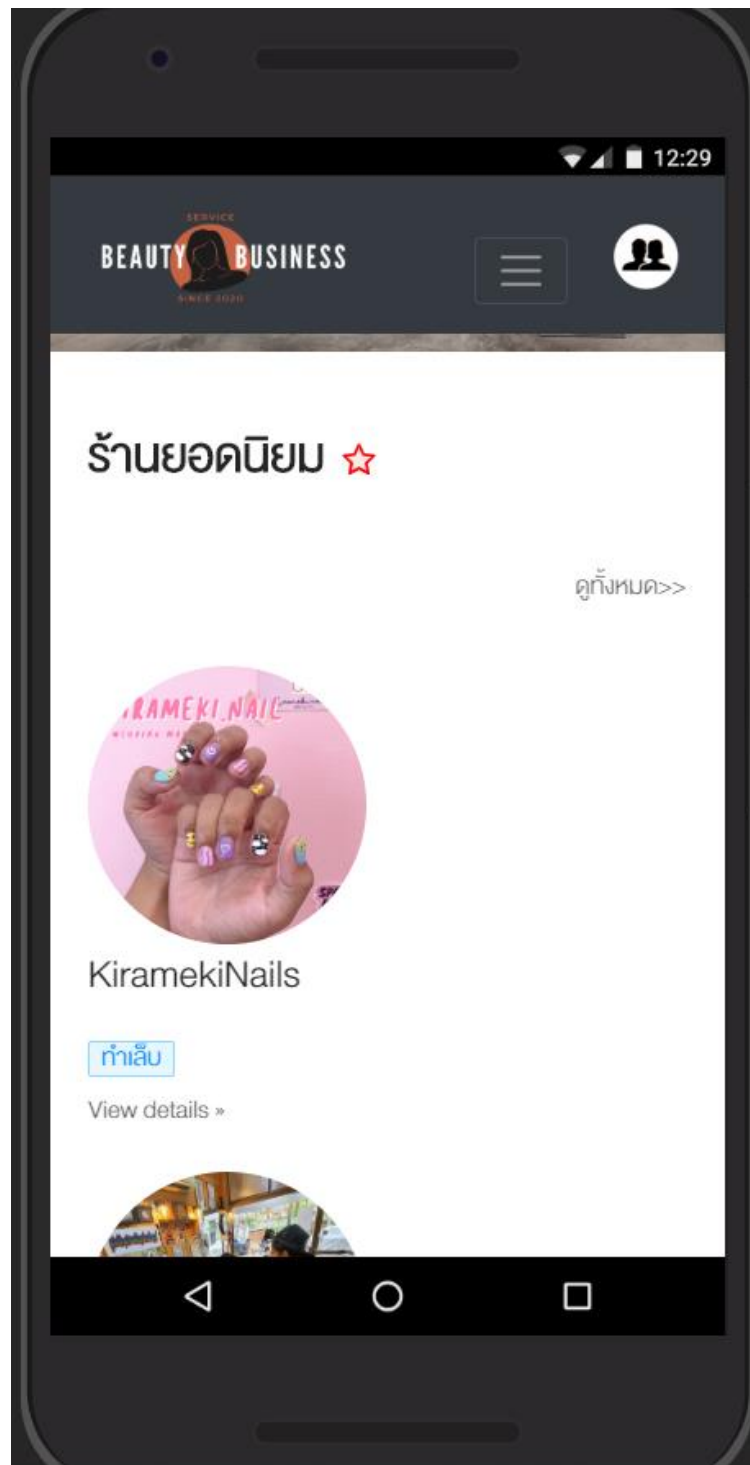 12:29
SERVICE
BEAUTY BUSINESS
SINCE 2020
ร้านยอดนิยม
ดูทั้งหมด>>
KIRAMEKI NAIL
KiramekiNails
ทำเล็บ
View details »